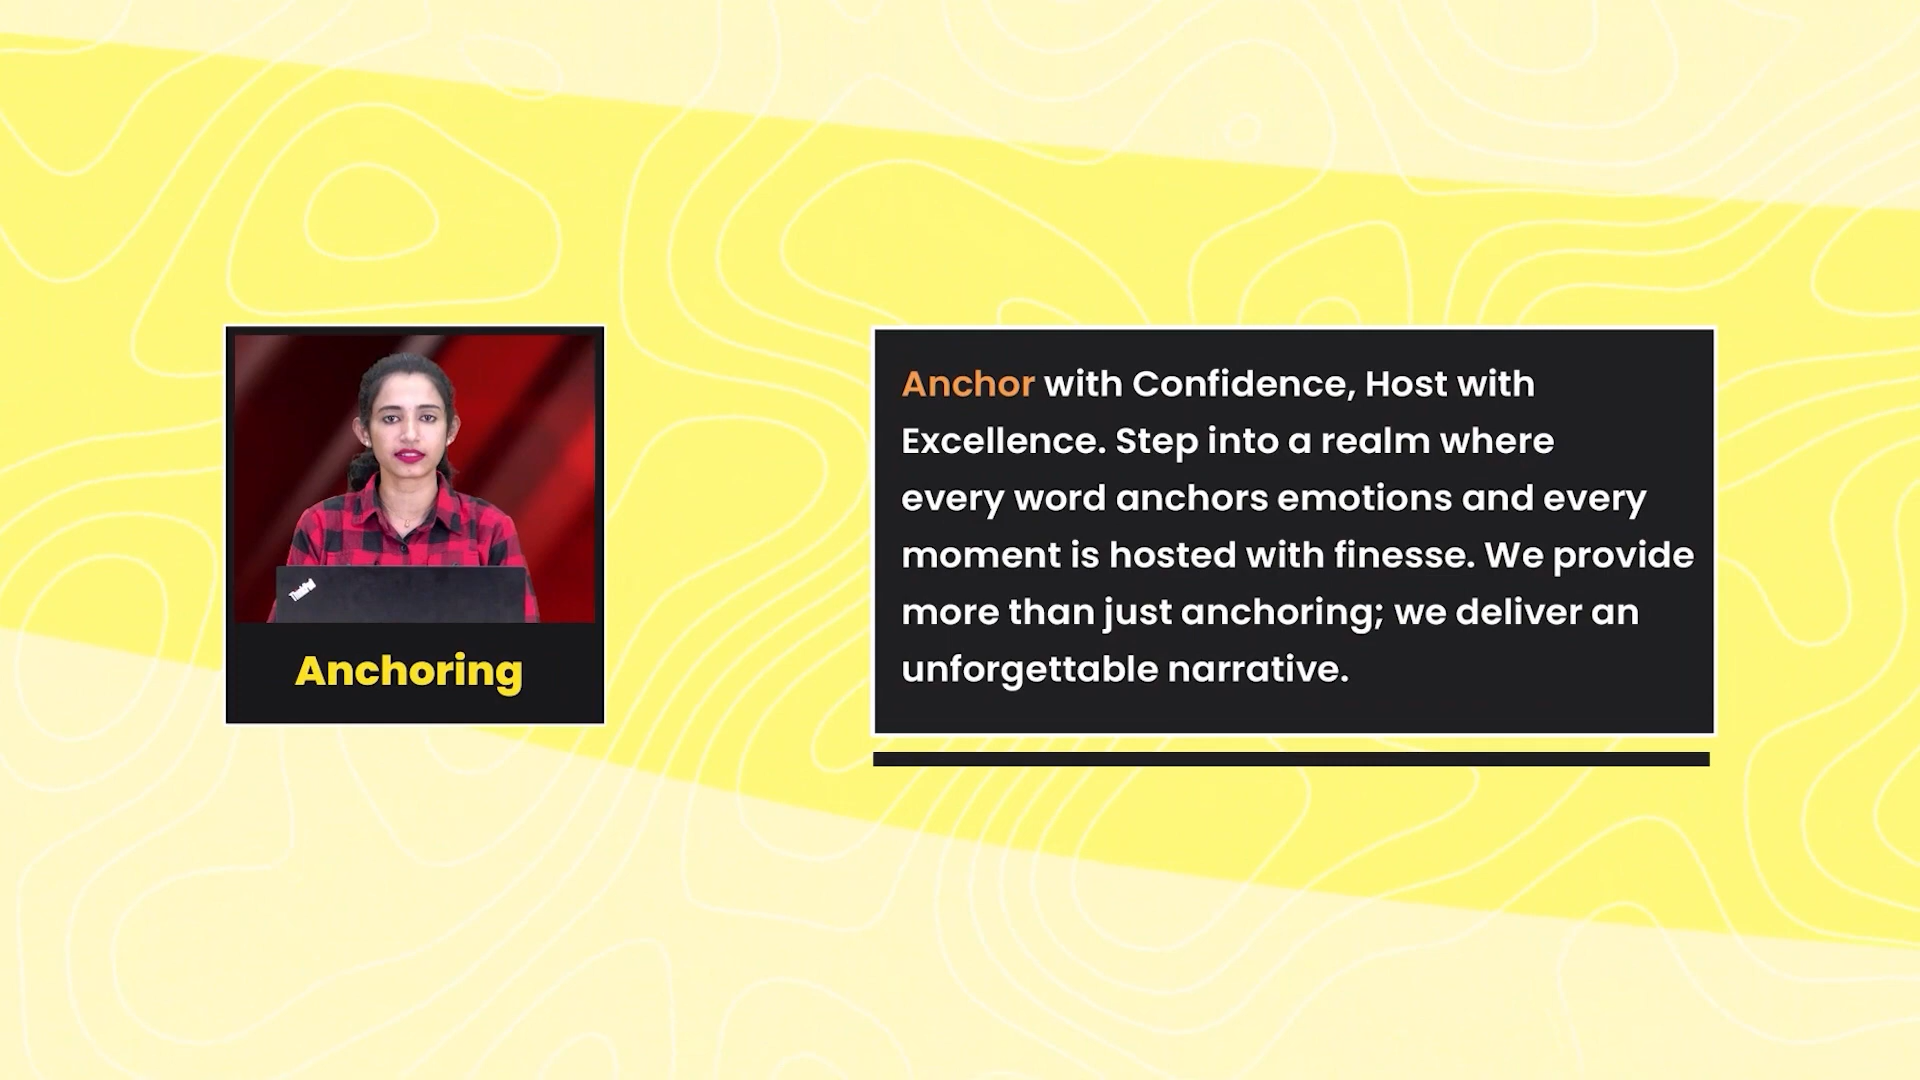 ThinkPad
Anchoring
Anchor with Confidence, Host with
Excellence. Step into a realm where
every word anchors emotions and every
moment is hosted with finesse. We provide
more than just anchoring; we deliver an
unforgettable narrative.